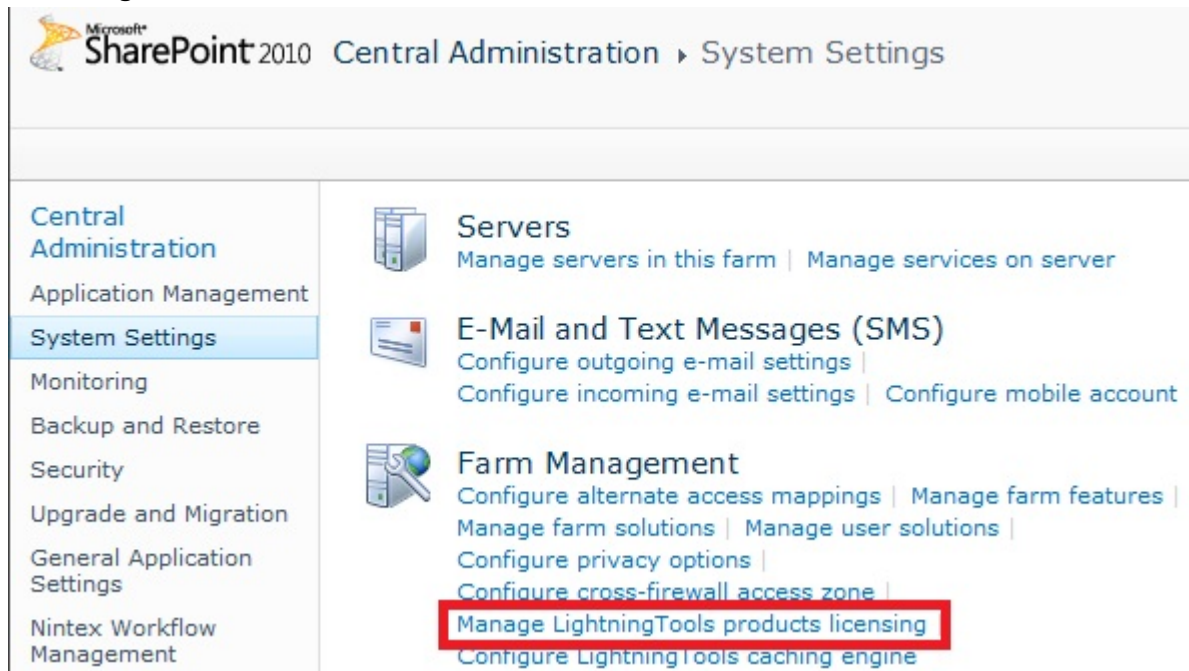 Microsoft®
SharePoint 2010 Central Administration ▸ System Settings
Central
Administration
Application Management
System Settings
Monitoring
Backup and Restore
Security
Upgrade and Migration
General Application
Settings
Nintex Workflow
Management
Servers
Manage servers in this farm | Manage services on server
E-Mail and Text Messages (SMS)
Configure outgoing e-mail settings |
Configure incoming e-mail settings | Configure mobile account
Farm Management
Configure alternate access mappings | Manage farm features |
Manage farm solutions | Manage user solutions |
Configure privacy options |
Configure cross-firewall access zone |
Manage LightningTools products licensing
Configure LightningTools caching engine